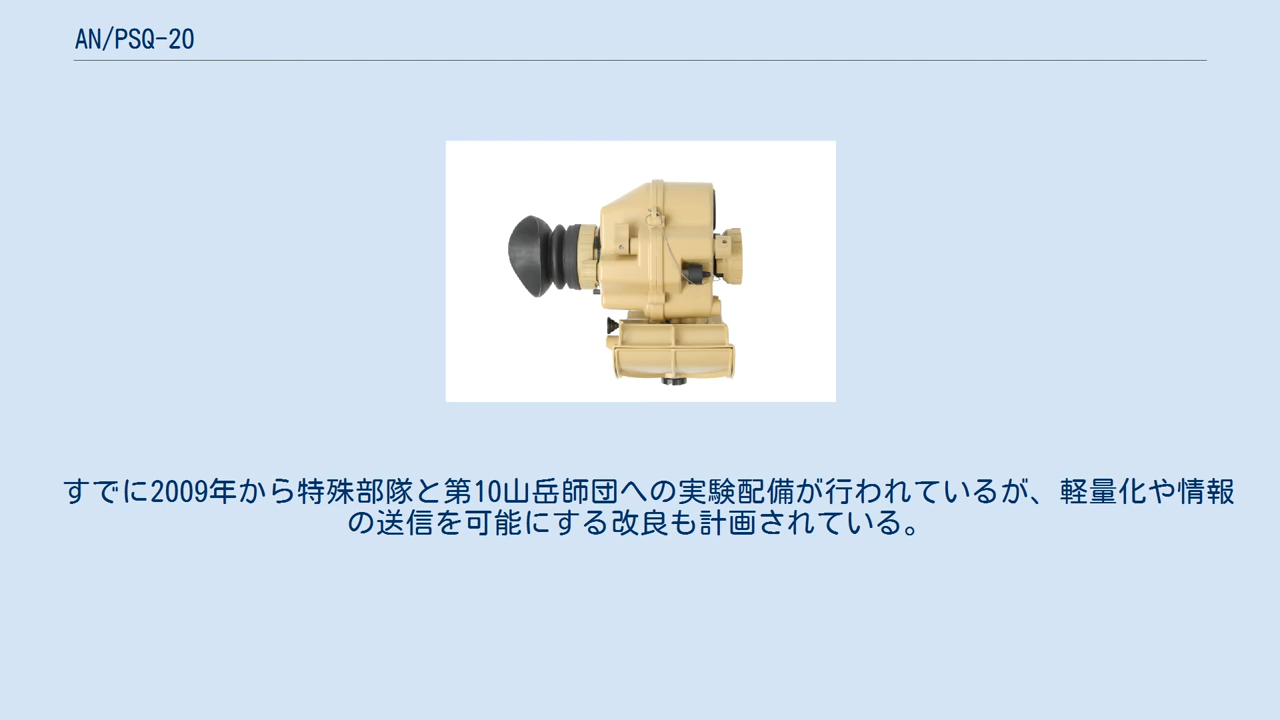 AN/PSQ-20
すでに2009年から特殊部隊と第10山岳師団への実験配備が行われているが、軽量化や情報
の送信を可能にする改良も計画されている。